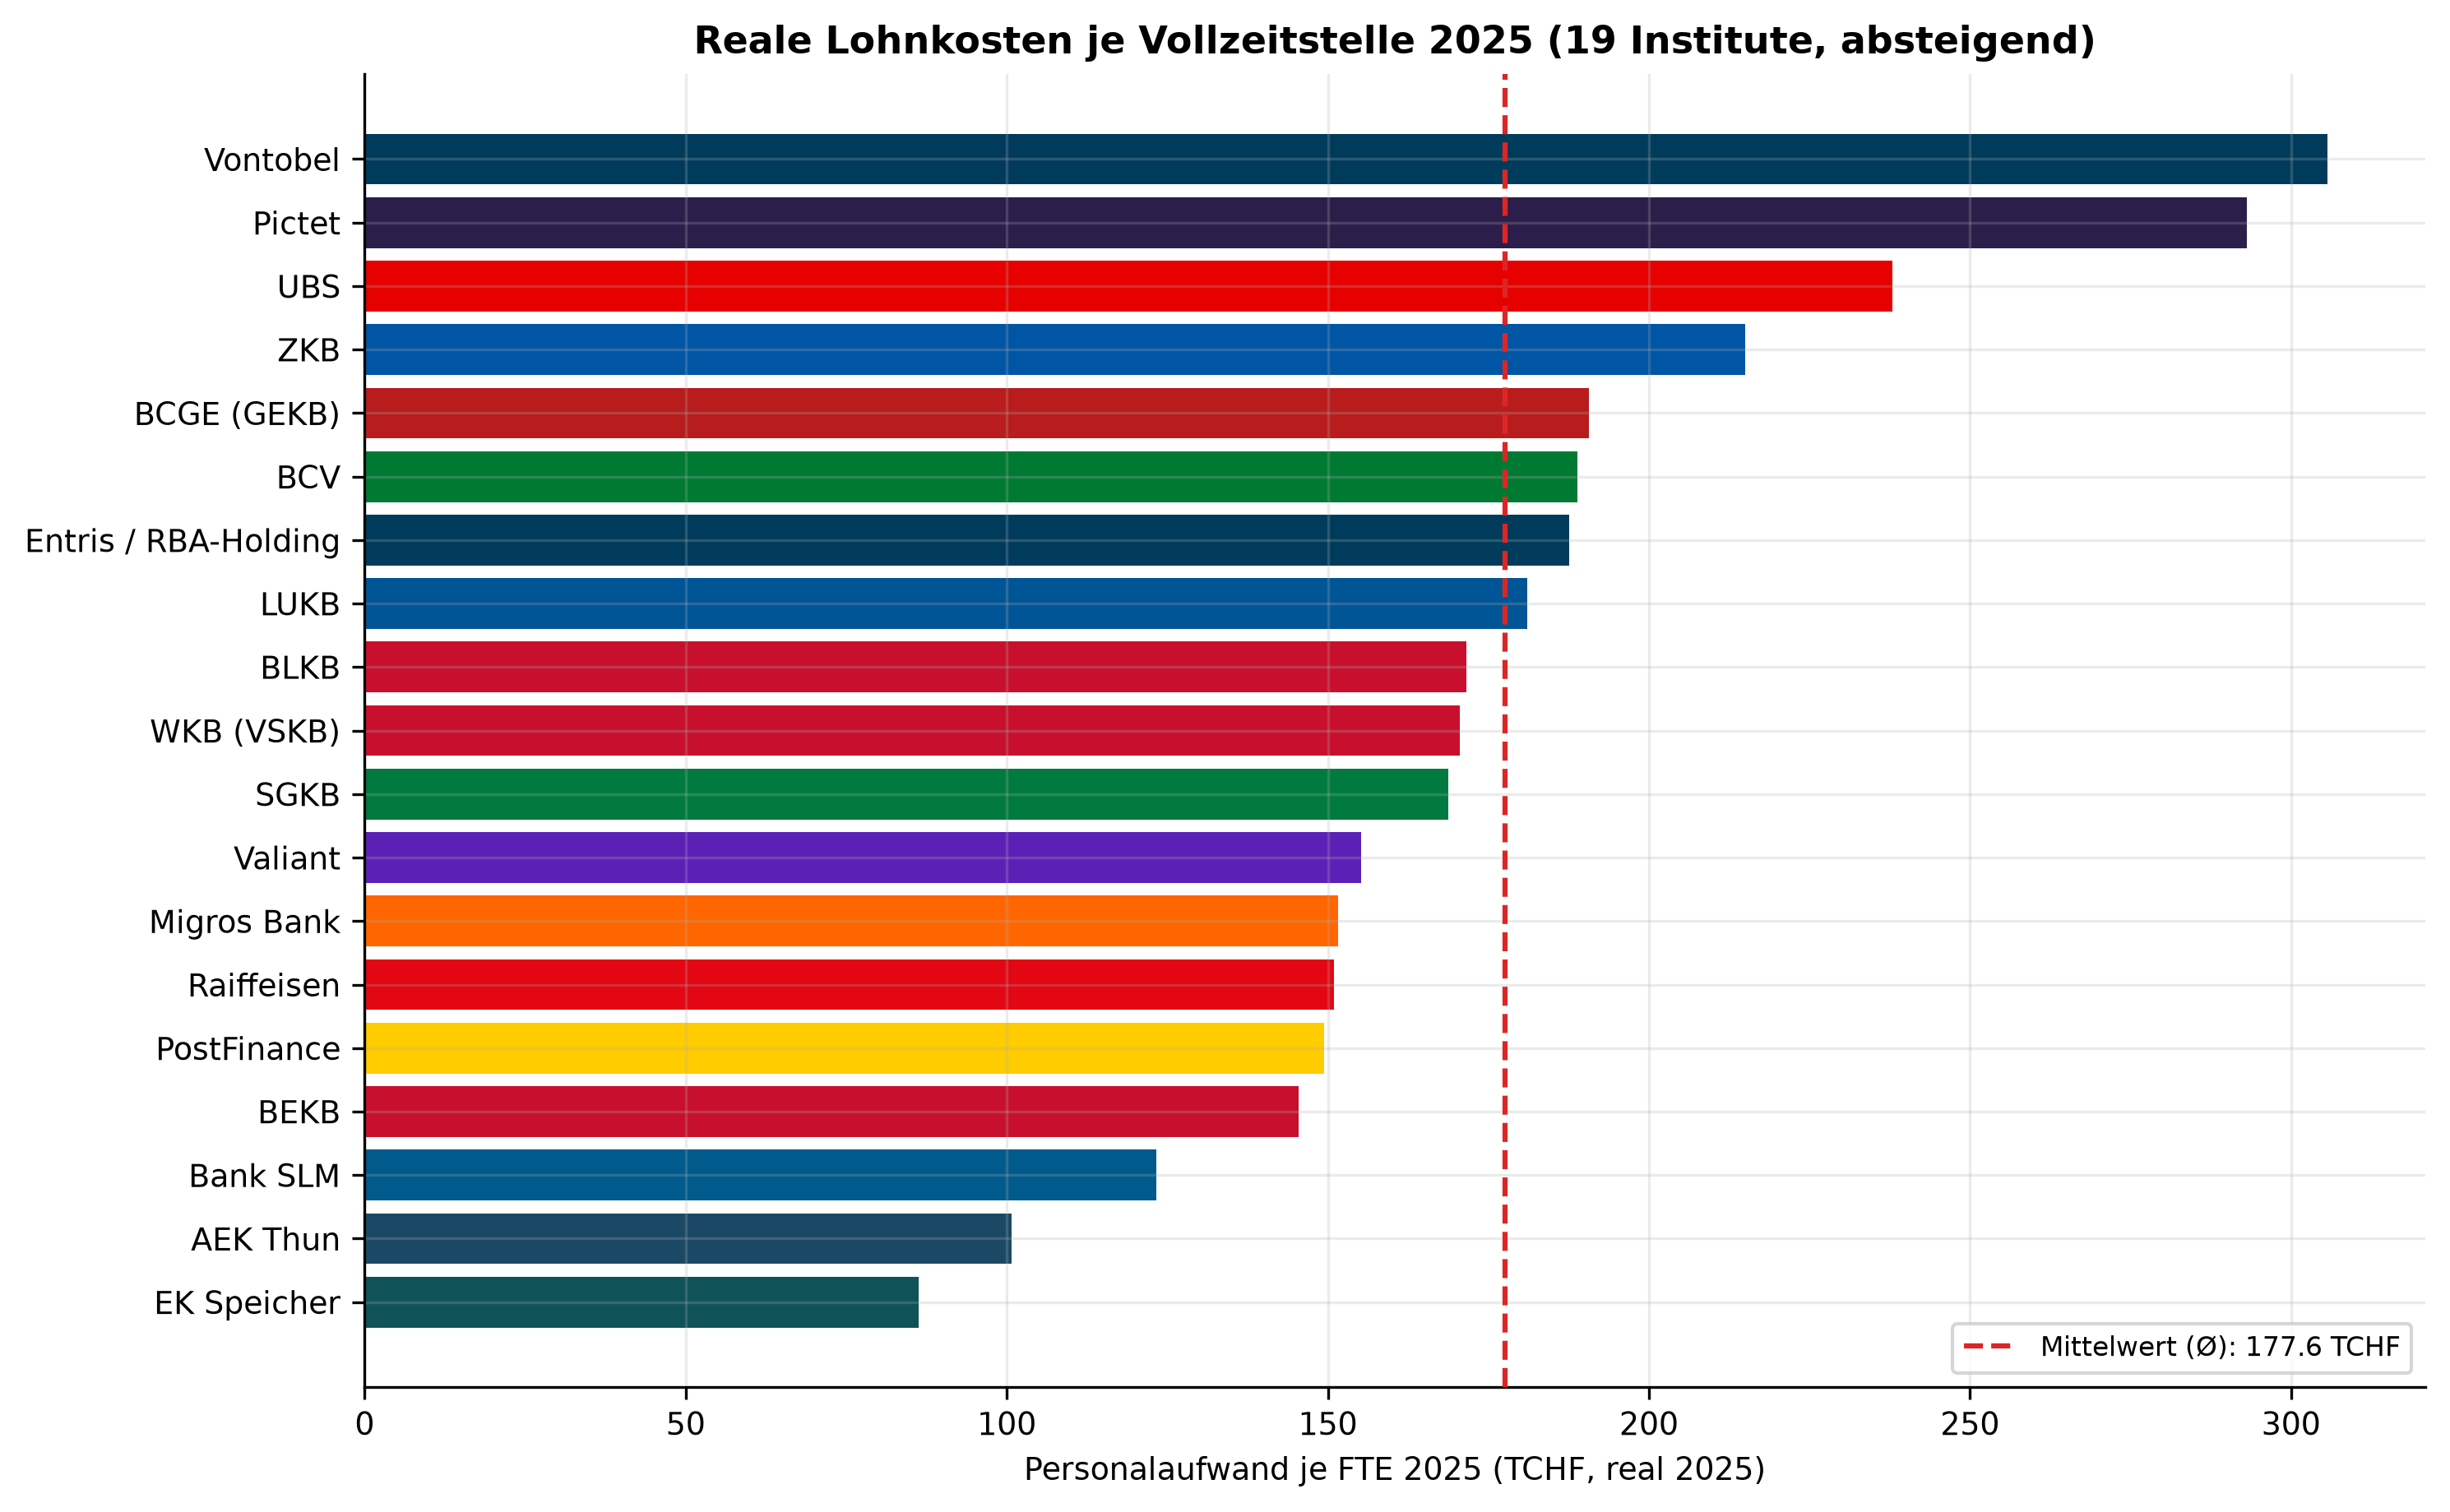 Reale Lohnkosten je Vollzeitstelle 2025 (19 Institute, absteigend)
Vontobel
Pictet
UBS
ZKB
BCGE (GEKB)
BCV
Entris / RBA-Holding
LUKB
BLKB
WKB (VSKB)
SGKB
Valiant
Migros Bank
Raiffeisen
PostFinance
BEKB
Bank SLM
AEK Thun
EK Speicher
Mittelwert (Ø): 177.6 TCHF
0 50 100 150 200 250 300
Personalaufwand je FTE 2025 (TCHF, real 2025)